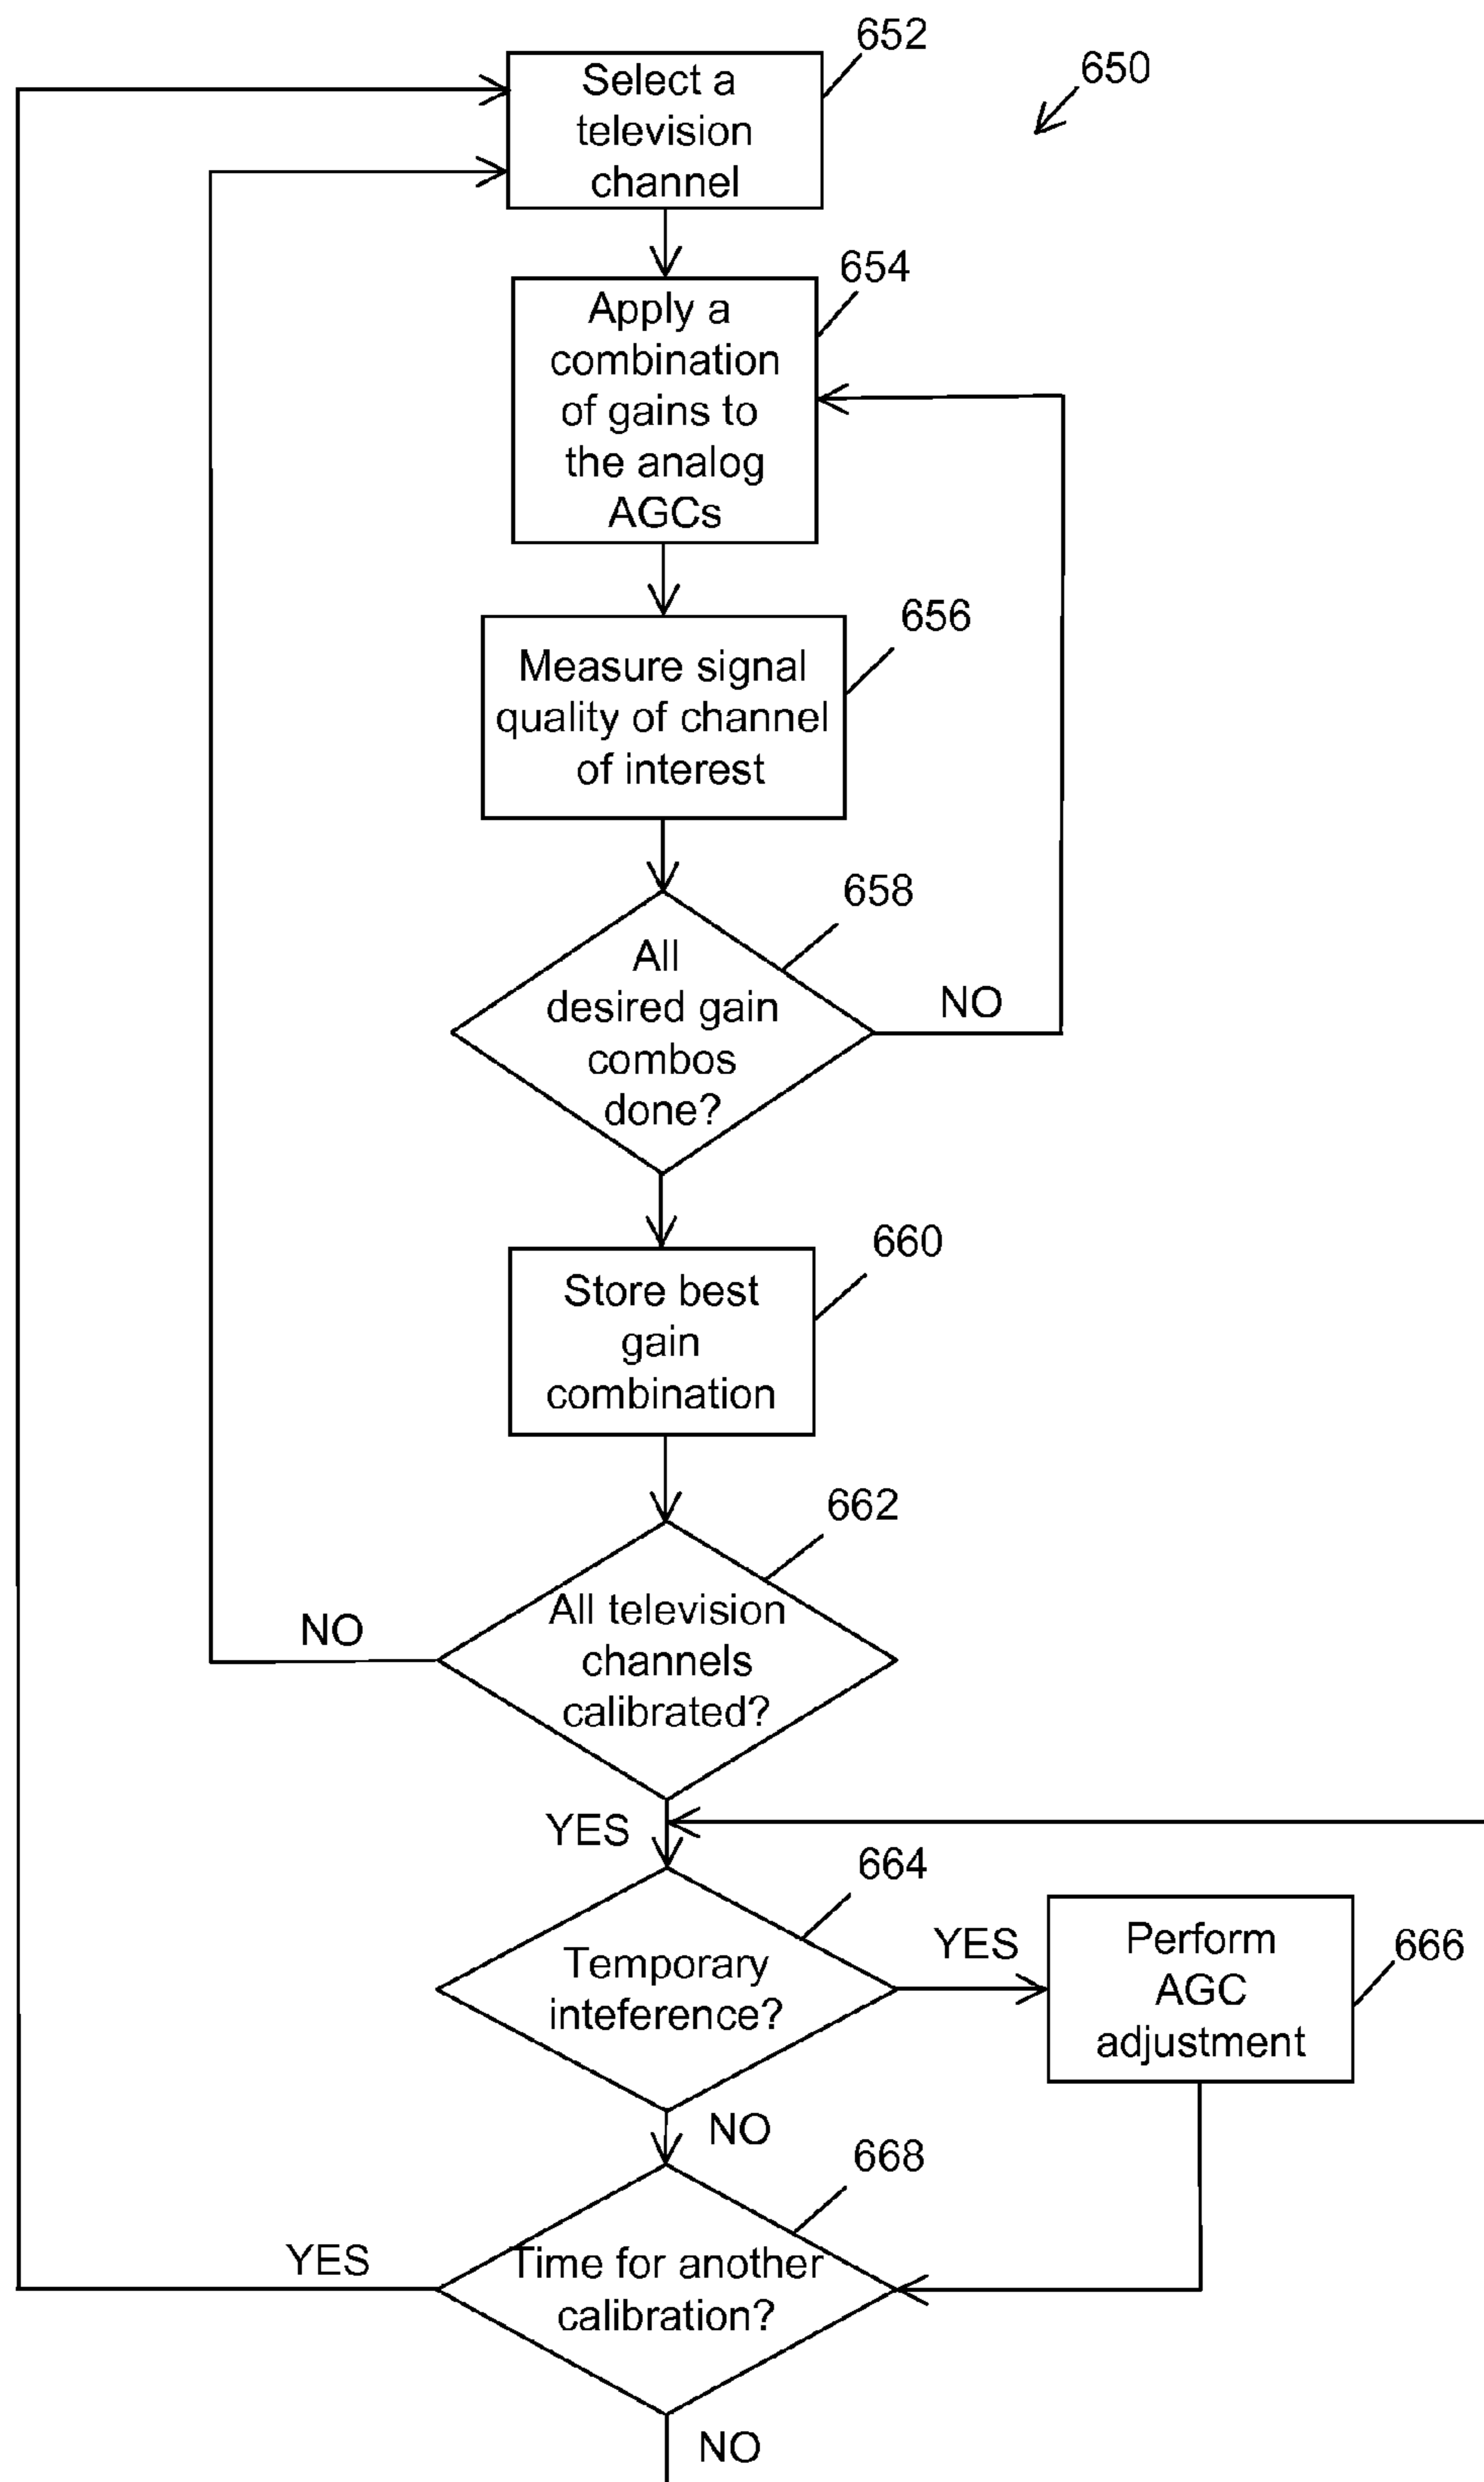 652
650
Select a
television
channel
654
Apply a
combination
of gains to
the analog
AGCs
656
Measure signal
quality of channel
of interest
658
All
desired gain
combos
done?
NO
660
Store best
gain
combination
662
All television
channels
calibrated?
NO
YES
664
Temporary
inteference?
YES
Perform
AGC
adjustment
666
NO
668
Time for another
calibration?
YES
NO